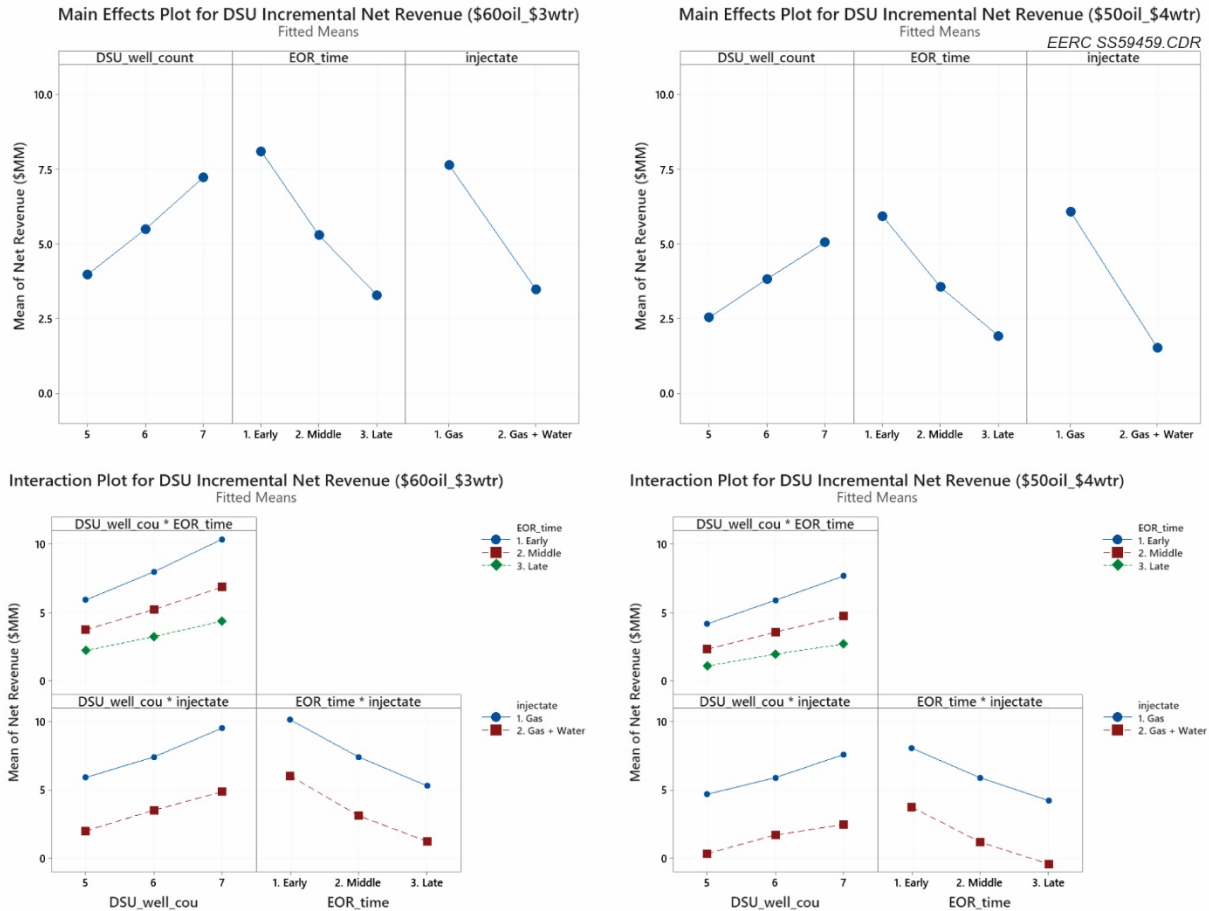 Main Effects Plot for DSU Incremental Net Revenue ($60oil_$3wtr)
Fitted Means
DSU_well_count EOR_time injectate
Mean of Net Revenue ($MM)
10.0
7.5
5.0
2.5
0.0
5 6 7 1. Early 2. Middle 3. Late 1. Gas 2. Gas + Water
Main Effects Plot for DSU Incremental Net Revenue ($50oil_$4wtr)
Fitted Means
EERC SS59459.CDR
DSU_well_count EOR_time injectate
Mean of Net Revenue ($MM)
10.0
7.5
5.0
2.5
0.0
5 6 7 1. Early 2. Middle 3. Late 1. Gas 2. Gas + Water
Interaction Plot for DSU Incremental Net Revenue ($60oil_$3wtr)
Fitted Means
DSU_well_cou * EOR_time
EOR_time
1. Early
2. Middle
3. Late
Mean of Net Revenue ($MM)
10
5
0
DSU_well_cou * injectate EOR_time * injectate
injectate
1. Gas
2. Gas + Water
10
5
0
5 6 7 1. Early 2. Middle 3. Late
DSU_well_cou EOR_time
Interaction Plot for DSU Incremental Net Revenue ($50oil_$4wtr)
Fitted Means
DSU_well_cou * EOR_time
EOR_time
1. Early
2. Middle
3. Late
Mean of Net Revenue ($MM)
10
5
0
DSU_well_cou * injectate EOR_time * injectate
injectate
1. Gas
2. Gas + Water
10
5
0
5 6 7 1. Early 2. Middle 3. Late
DSU_well_cou EOR_time